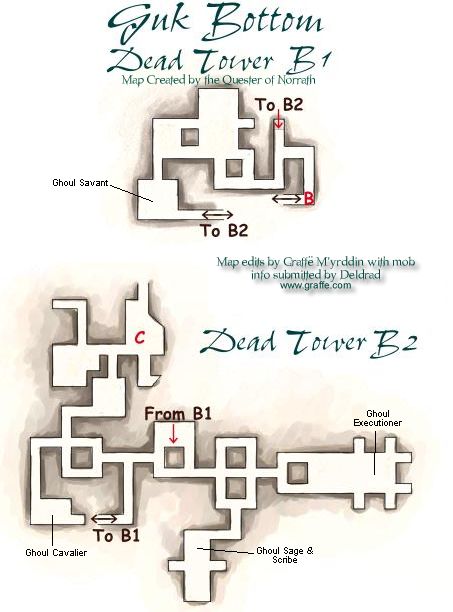 Guk Bottom
Dead Tower B1
Map Created by the Quester of Norrath
To B2
Ghoul Savant
B
To B2
Map edits by Graffë M'yrddin with mob
info submitted by Deldrad
www.graffe.com
Dead Tower B2
C
From B1
Ghoul
Executioner
To B1
Ghoul Cavalier
Ghoul Sage &
Scribe